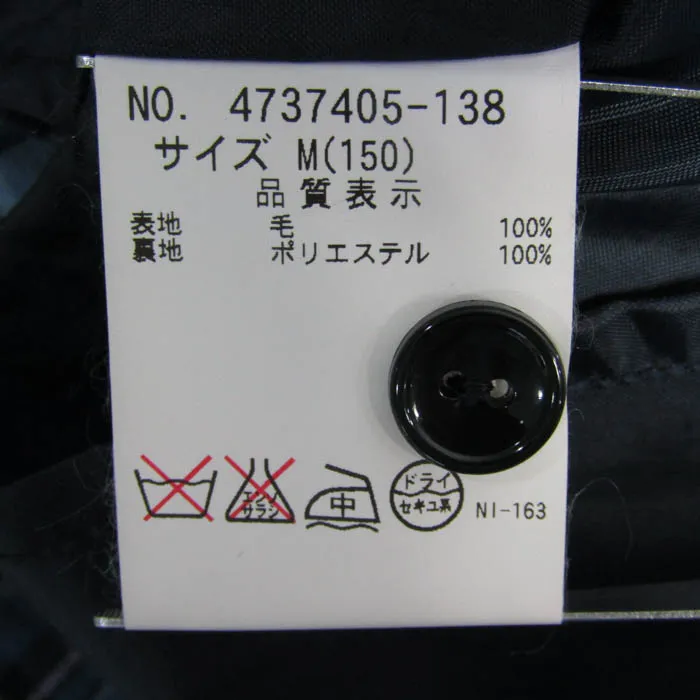 NO. 4737405-138
サイズ M(150)
品質表示
表地 毛 100%
裏地 ポリエステル 100%
エンソ
サラシ
中
ドライ
セキユ系
NI-163